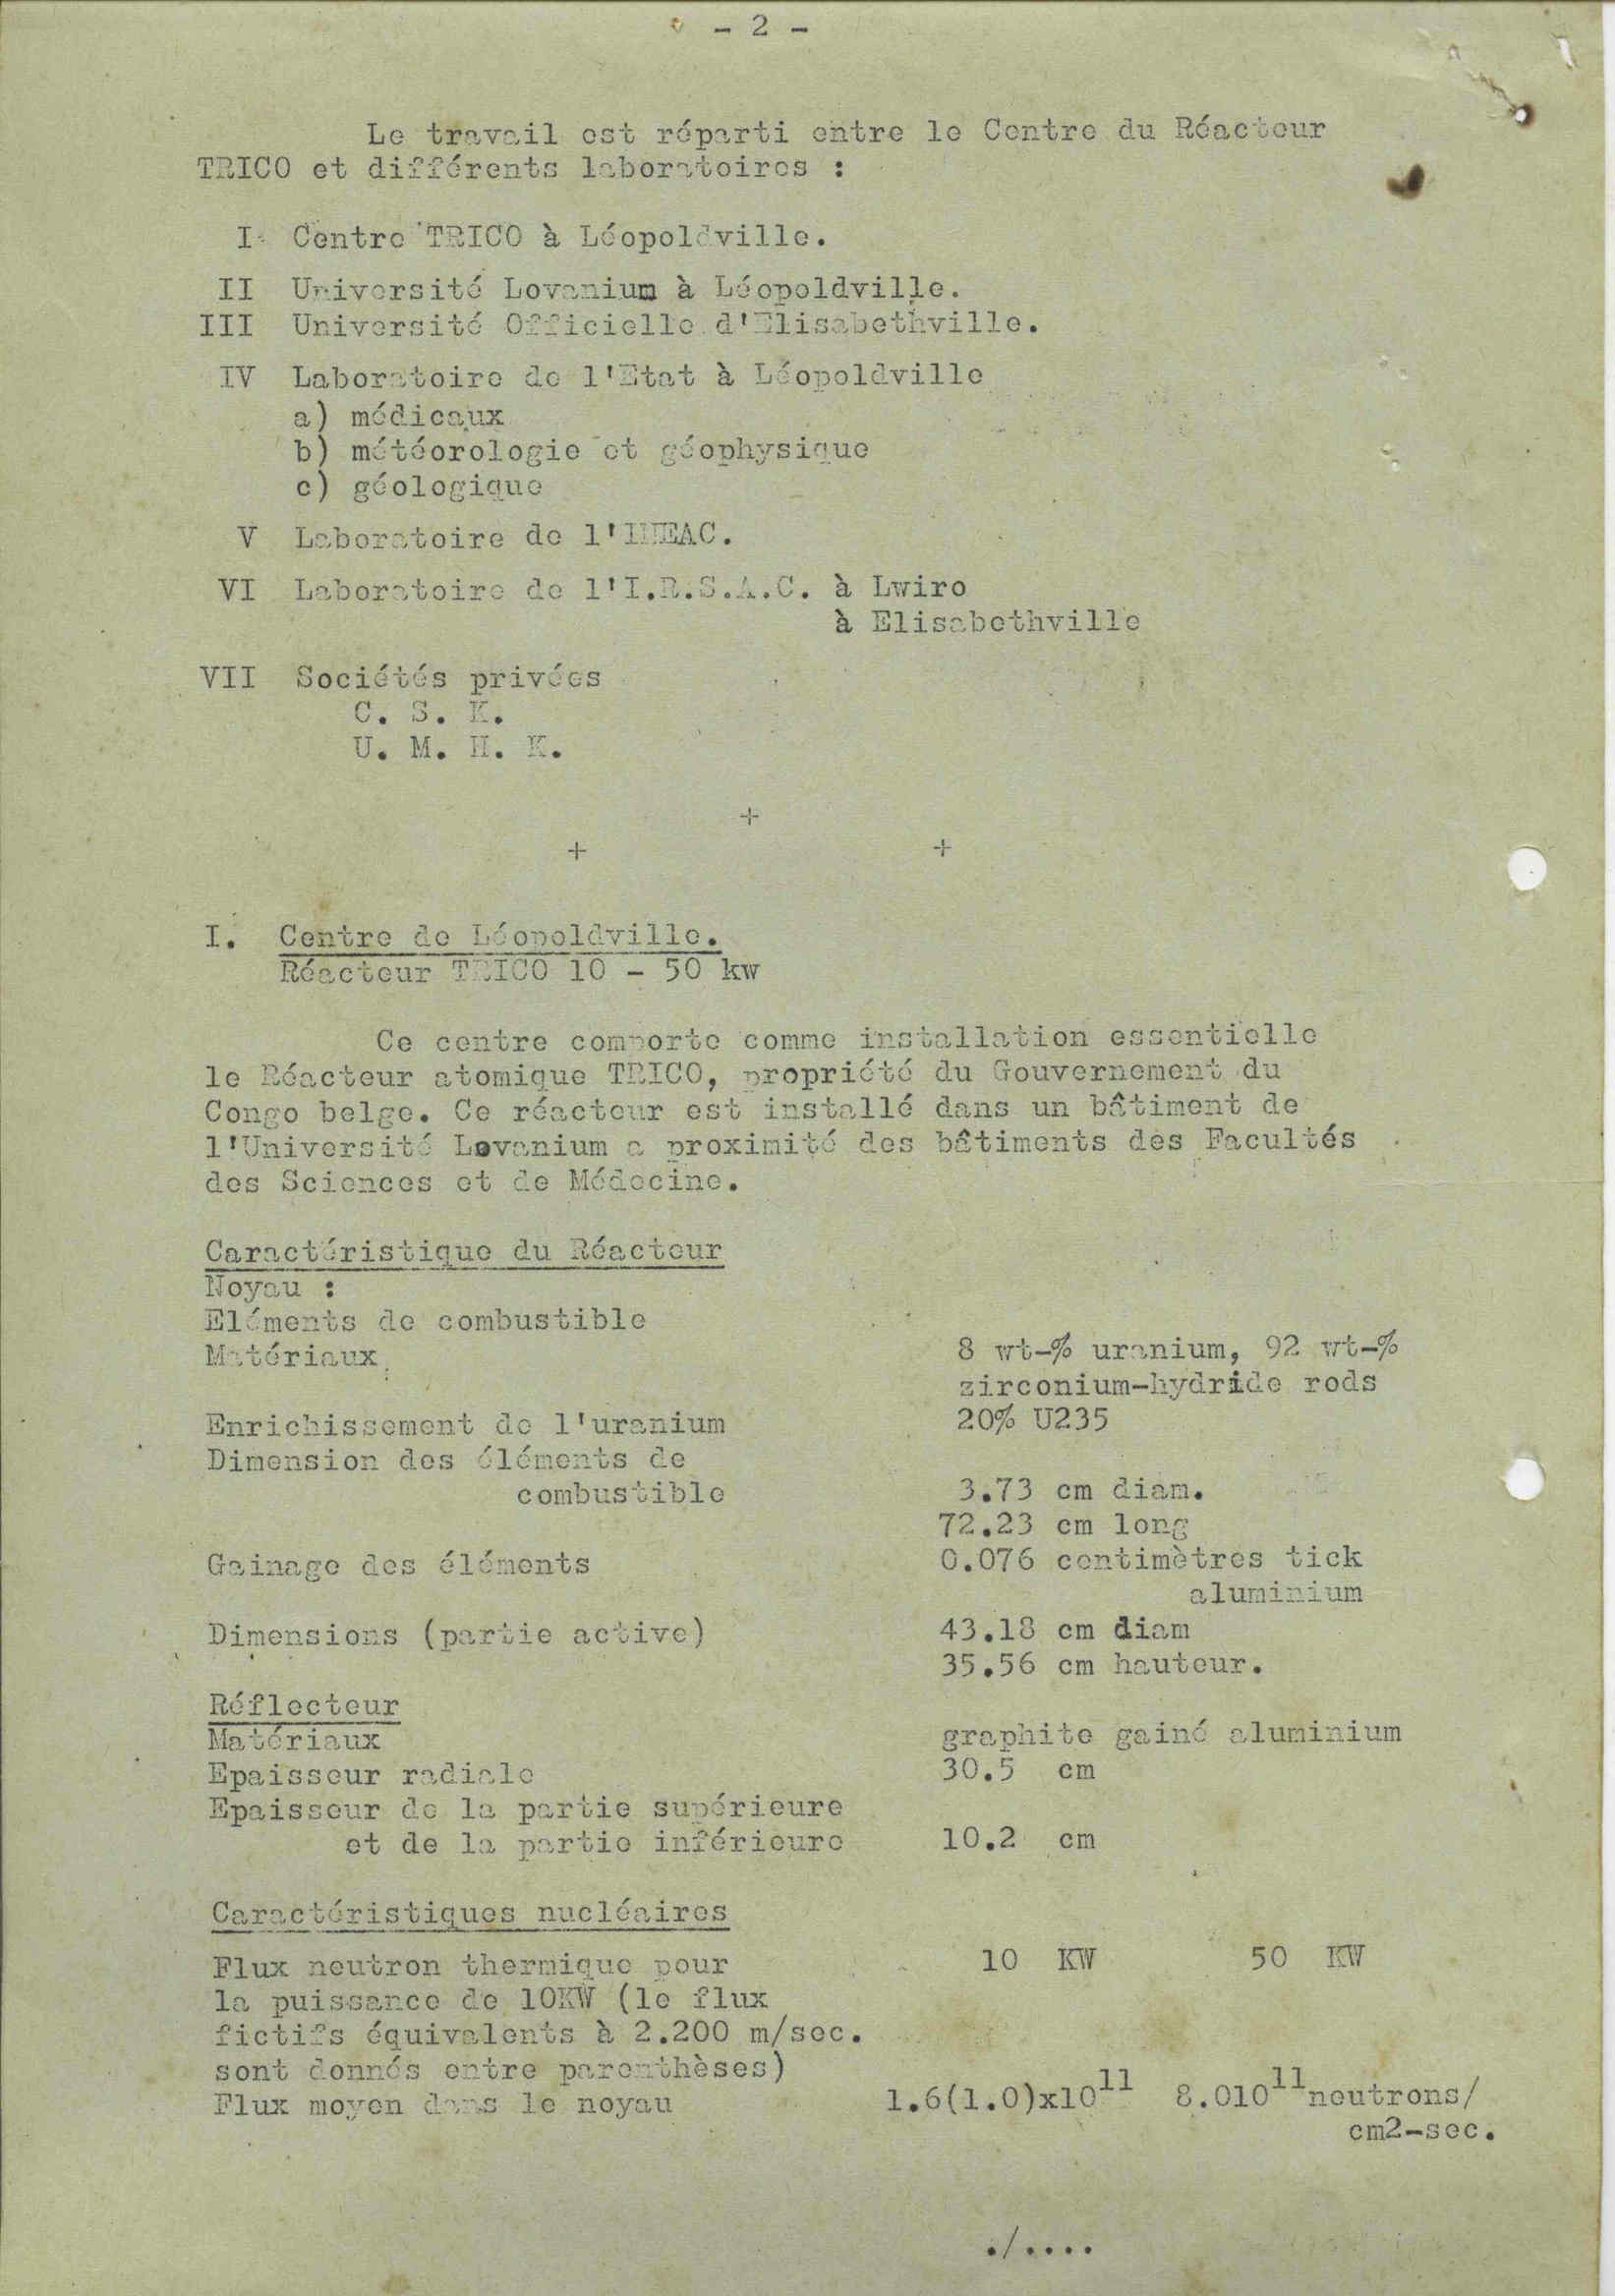 - 2 -
Le travail est réparti entre le Centre du Réacteur
TRICO et différents laboratoires :
I Centre TRICO à Léopoldville.
II Université Lovanium à Léopoldville.
III Université Officielle d'Elisabethville.
IV Laboratoire de l'Etat à Léopoldville
a) médicaux
b) météorologie et géophysique
c) géologique
V Laboratoire de l'INEAC.
VI Laboratoire de l'I.R.S.A.C. à Lwiro
à Elisabethville
VII Sociétés privées
C. S. K.
U. M. H. K.
+
+ +
I. Centre de Léopoldville.
Réacteur TRICO 10 - 50 kw
Ce centre comporte comme installation essentielle
le Réacteur atomique TRICO, propriété du Gouvernement du
Congo belge. Ce réacteur est installé dans un bâtiment de
l'Université Lovanium a proximité des bâtiments des Facultés
des Sciences et de Médecine.
Caractéristique du Réacteur
Noyau :
Eléments de combustible
Matériaux 8 wt-% uranium, 92 wt-%
zirconium-hydride rods
Enrichissement de l'uranium 20% U235
Dimension des éléments de
combustible 3.73 cm diam.
72.23 cm long
Gainage des éléments 0.076 centimètres tick
aluminium
Dimensions (partie active) 43.18 cm diam
35.56 cm hauteur.
Réflecteur
Matériaux graphite gainé aluminium
Epaisseur radiale 30.5 cm
Epaisseur de la partie supérieure
et de la partie inférieure 10.2 cm
Caractéristiques nucléaires
Flux neutron thermique pour 10 KW 50 KW
la puissance de 10KW (le flux
fictifs équivalents à 2.200 m/sec.
sont donnés entre parenthèses)
Flux moyen dans le noyau 1.6(1.0)x10¹¹ 8.010¹¹neutrons/
cm2-sec.
./....